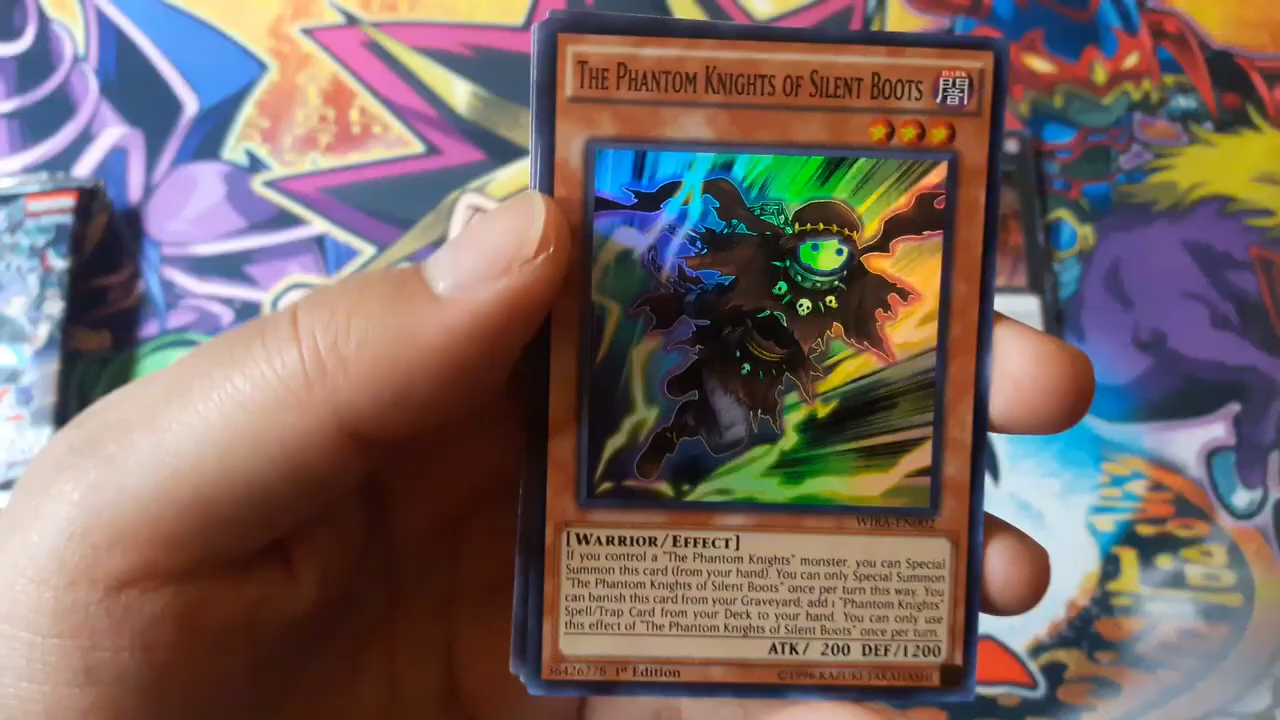 THE PHANTOM KNIGHTS OF SILENT BOOTS
DARK
闇
WIRA-EN002
[WARRIOR/EFFECT]
If you control a "The Phantom Knights" monster, you can Special
Summon this card (from your hand). You can only Special Summon
"The Phantom Knights of Silent Boots" once per turn this way. You
can banish this card from your Graveyard; add 1 "Phantom Knights"
Spell/Trap Card from your Deck to your hand. You can only use
this effect of "The Phantom Knights of Silent Boots" once per turn.
ATK/ 200 DEF/1200
36426778 1st Edition
©1996 KAZUKI TAKAHASHI